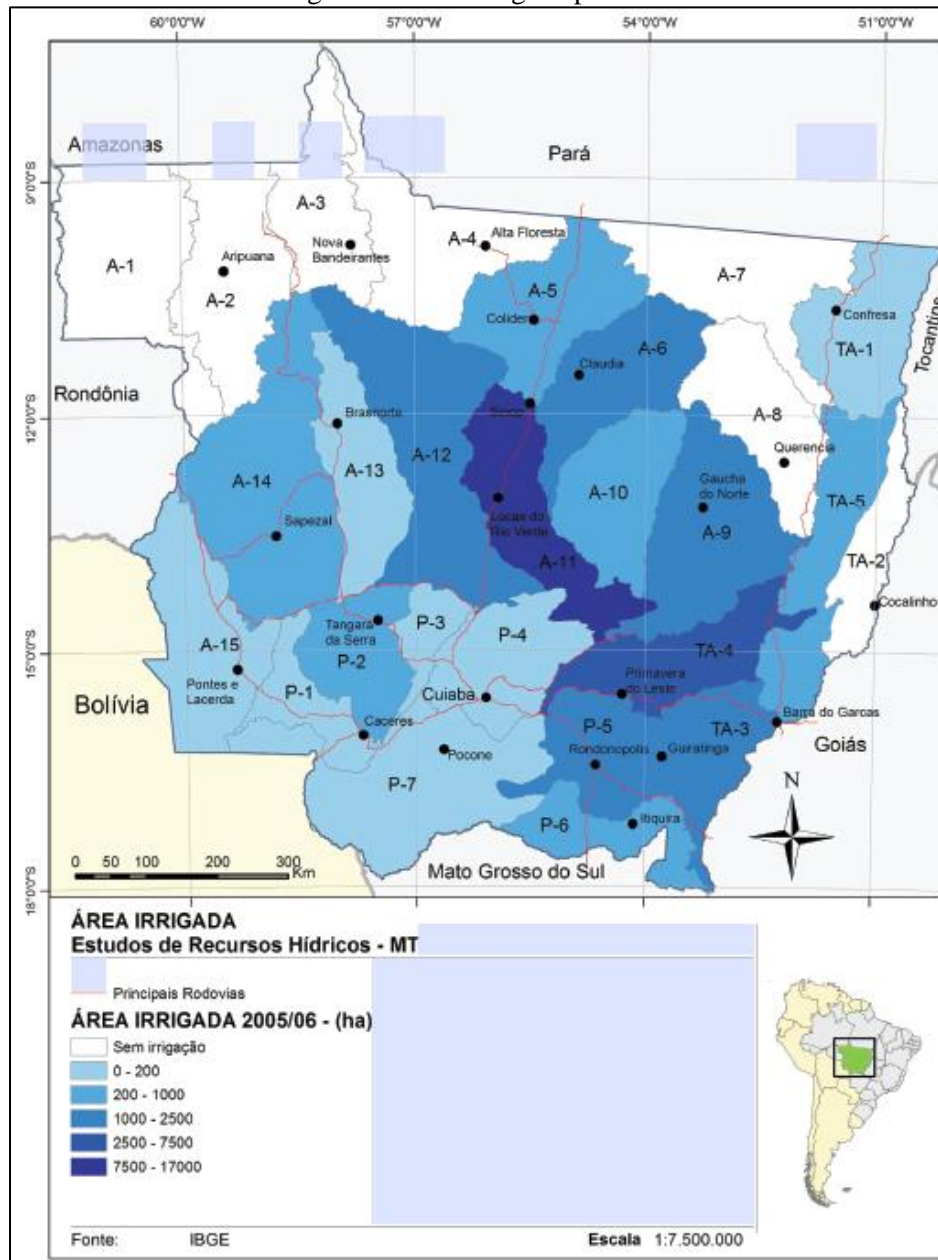 60°0'0"W 57°0'0"W 54°0'0"W 51°0'0"W
Amazonas
Pará
9°0'0"S
A-3
A-4
Alta Floresta
Nova
Bandeirantes
A-1
Aripuana
A-2
A-7
A-5
Colider
Confresa
TA-1
Tocantins
A-6
Claudia
Rondônia
12°0'0"S
Brasnorte
A-8
Querencia
A-12
A-13
A-14
A-10
Gaucha
do Norte
TA-5
Sapezal
Lucas do
Rio Verde
A-9
A-11
TA-2
Cocalinho
Tangara
da Serra
P-3
P-4
15°0'0"S
A-15
P-2
TA-4
Pontes e
Lacerda
P-1
Primavera
do Leste
Bolívia
Cuiaba
Caceres
P-5
TA-3
Barra do Garcas
Pocone
Rondonopolis
Guiratinga
Goiás
P-7
N
P-6
Itiquira
0 50 100 200 300
Km
Mato Grosso do Sul
18°0'0"S
ÁREA IRRIGADA
Estudos de Recursos Hídricos - MT
Principais Rodovias
ÁREA IRRIGADA 2005/06 - (ha)
Sem irrigação
0 - 200
200 - 1000
1000 - 2500
2500 - 7500
7500 - 17000
Fonte: IBGE Escala 1:7.500.000